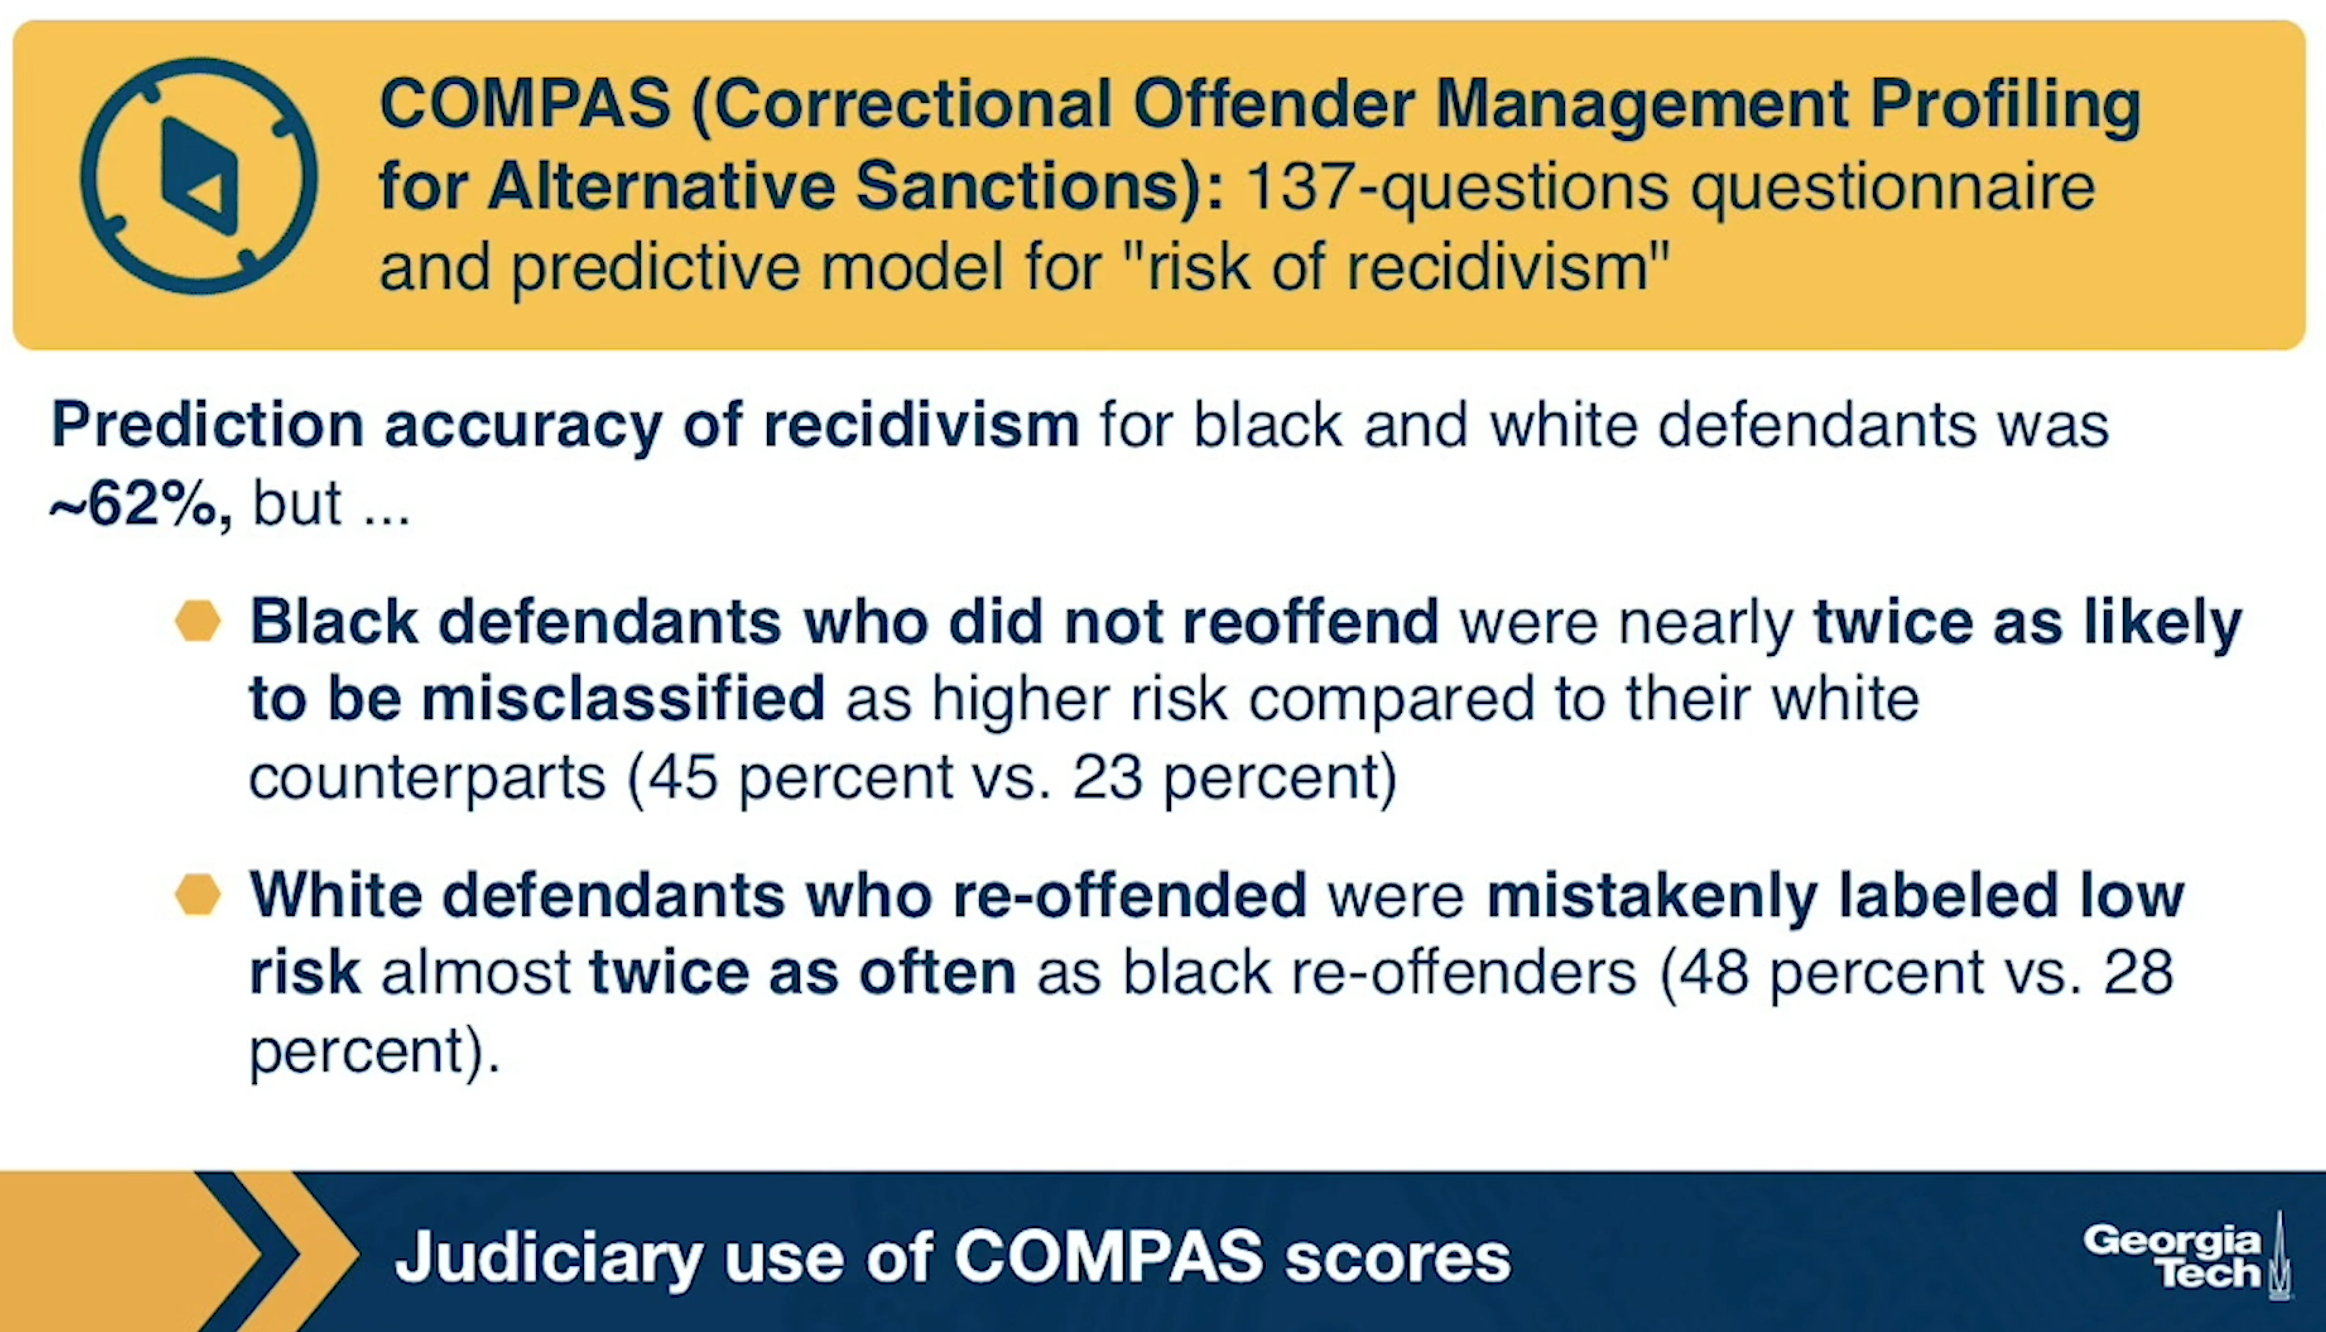 COMPAS (Correctional Offender Management Profiling
for Alternative Sanctions): 137-questions questionnaire
and predictive model for "risk of recidivism"
Prediction accuracy of recidivism for black and white defendants was
~62%, but ...
Black defendants who did not reoffend were nearly twice as likely
to be misclassified as higher risk compared to their white
counterparts (45 percent vs. 23 percent)
White defendants who re-offended were mistakenly labeled low
risk almost twice as often as black re-offenders (48 percent vs. 28
percent).
Judiciary use of COMPAS scores
Georgia
Tech